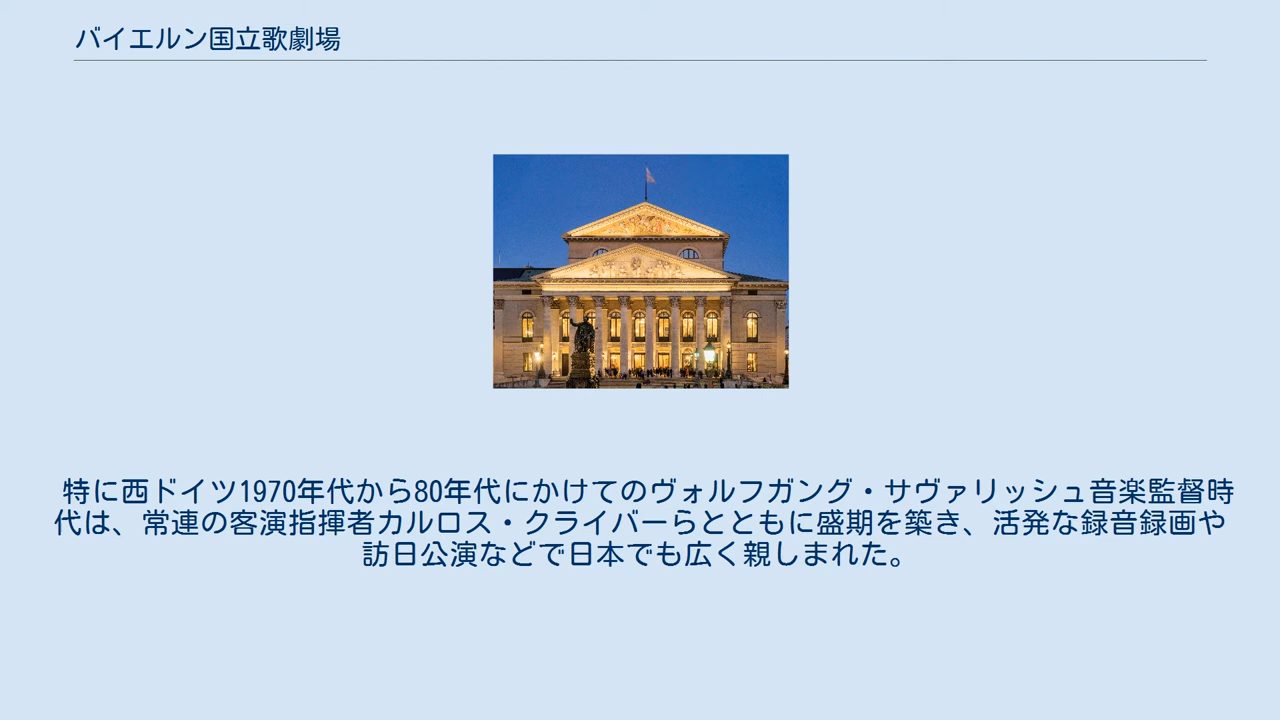 バイエルン国立歌劇場
特に西ドイツ1970年代から80年代にかけてのヴォルフガング・サヴァリッシュ音楽監督時
代は、常連の客演指揮者カルロス・クライバーらとともに盛期を築き、活発な録音録画や
訪日公演などで日本でも広く親しまれた。